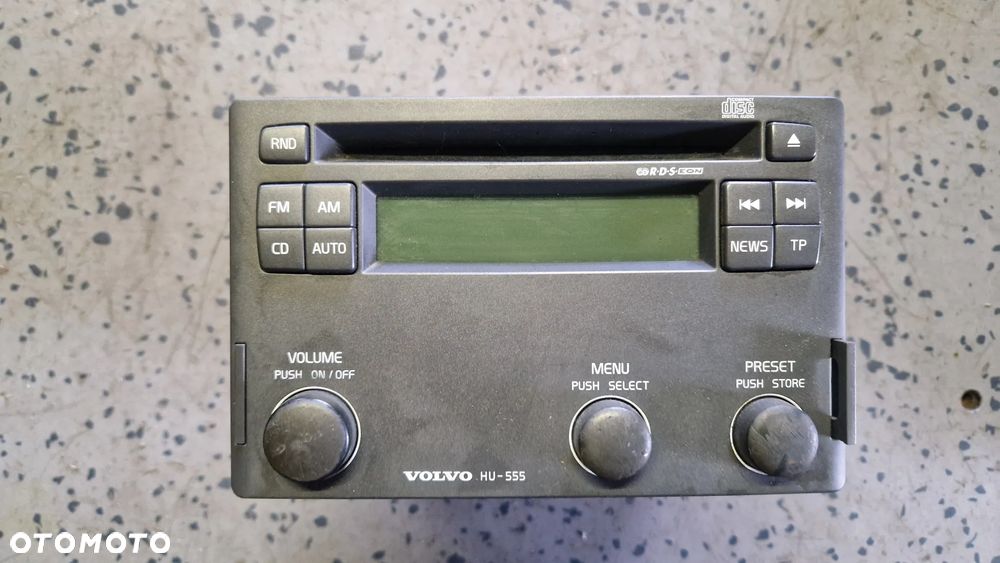 COMPACT
disc
DIGITAL AUDIO
RND
R·D·S·EON
FM AM
CD AUTO
NEWS TP
VOLUME
PUSH ON/OFF
MENU
PUSH SELECT
PRESET
PUSH STORE
VOLVO HU-555
OTOMOTO